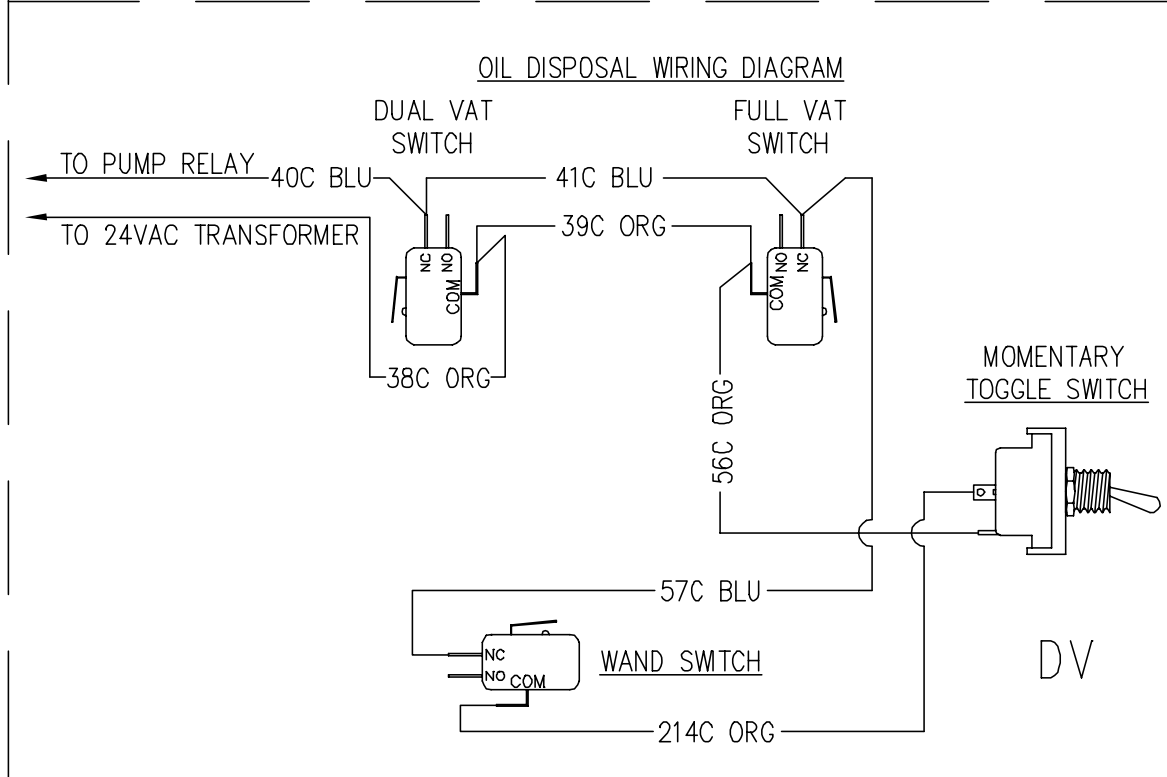 OIL DISPOSAL WIRING DIAGRAM
DUAL VAT
SWITCH
FULL VAT
SWITCH
TO PUMP RELAY
40C BLU
41C BLU
39C ORG
TO 24VAC TRANSFORMER
NC
NO
COM
NO
NC
COM
38C ORG
56C ORG
MOMENTARY
TOGGLE SWITCH
57C BLU
NC
NO
COM
WAND SWITCH
DV
214C ORG